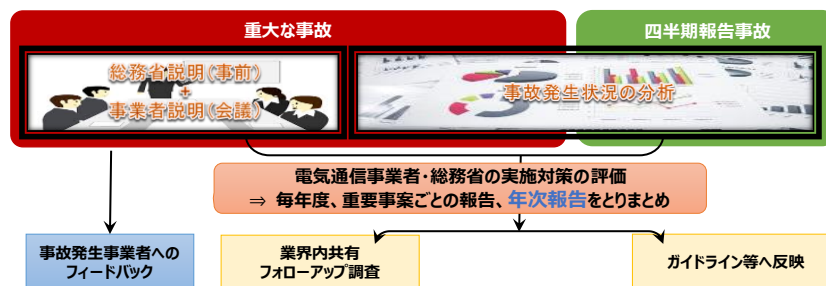 重大な事故
四半期報告事故
総務省説明(事前)
+
事業者説明(会議)
事故発生状況の分析
電気通信事業者・総務省の実施対策の評価
⇒ 毎年度、重要事案ごとの報告、年次報告をとりまとめ
事故発生事業者への
フィードバック
業界内共有
フォローアップ調査
ガイドライン等へ反映